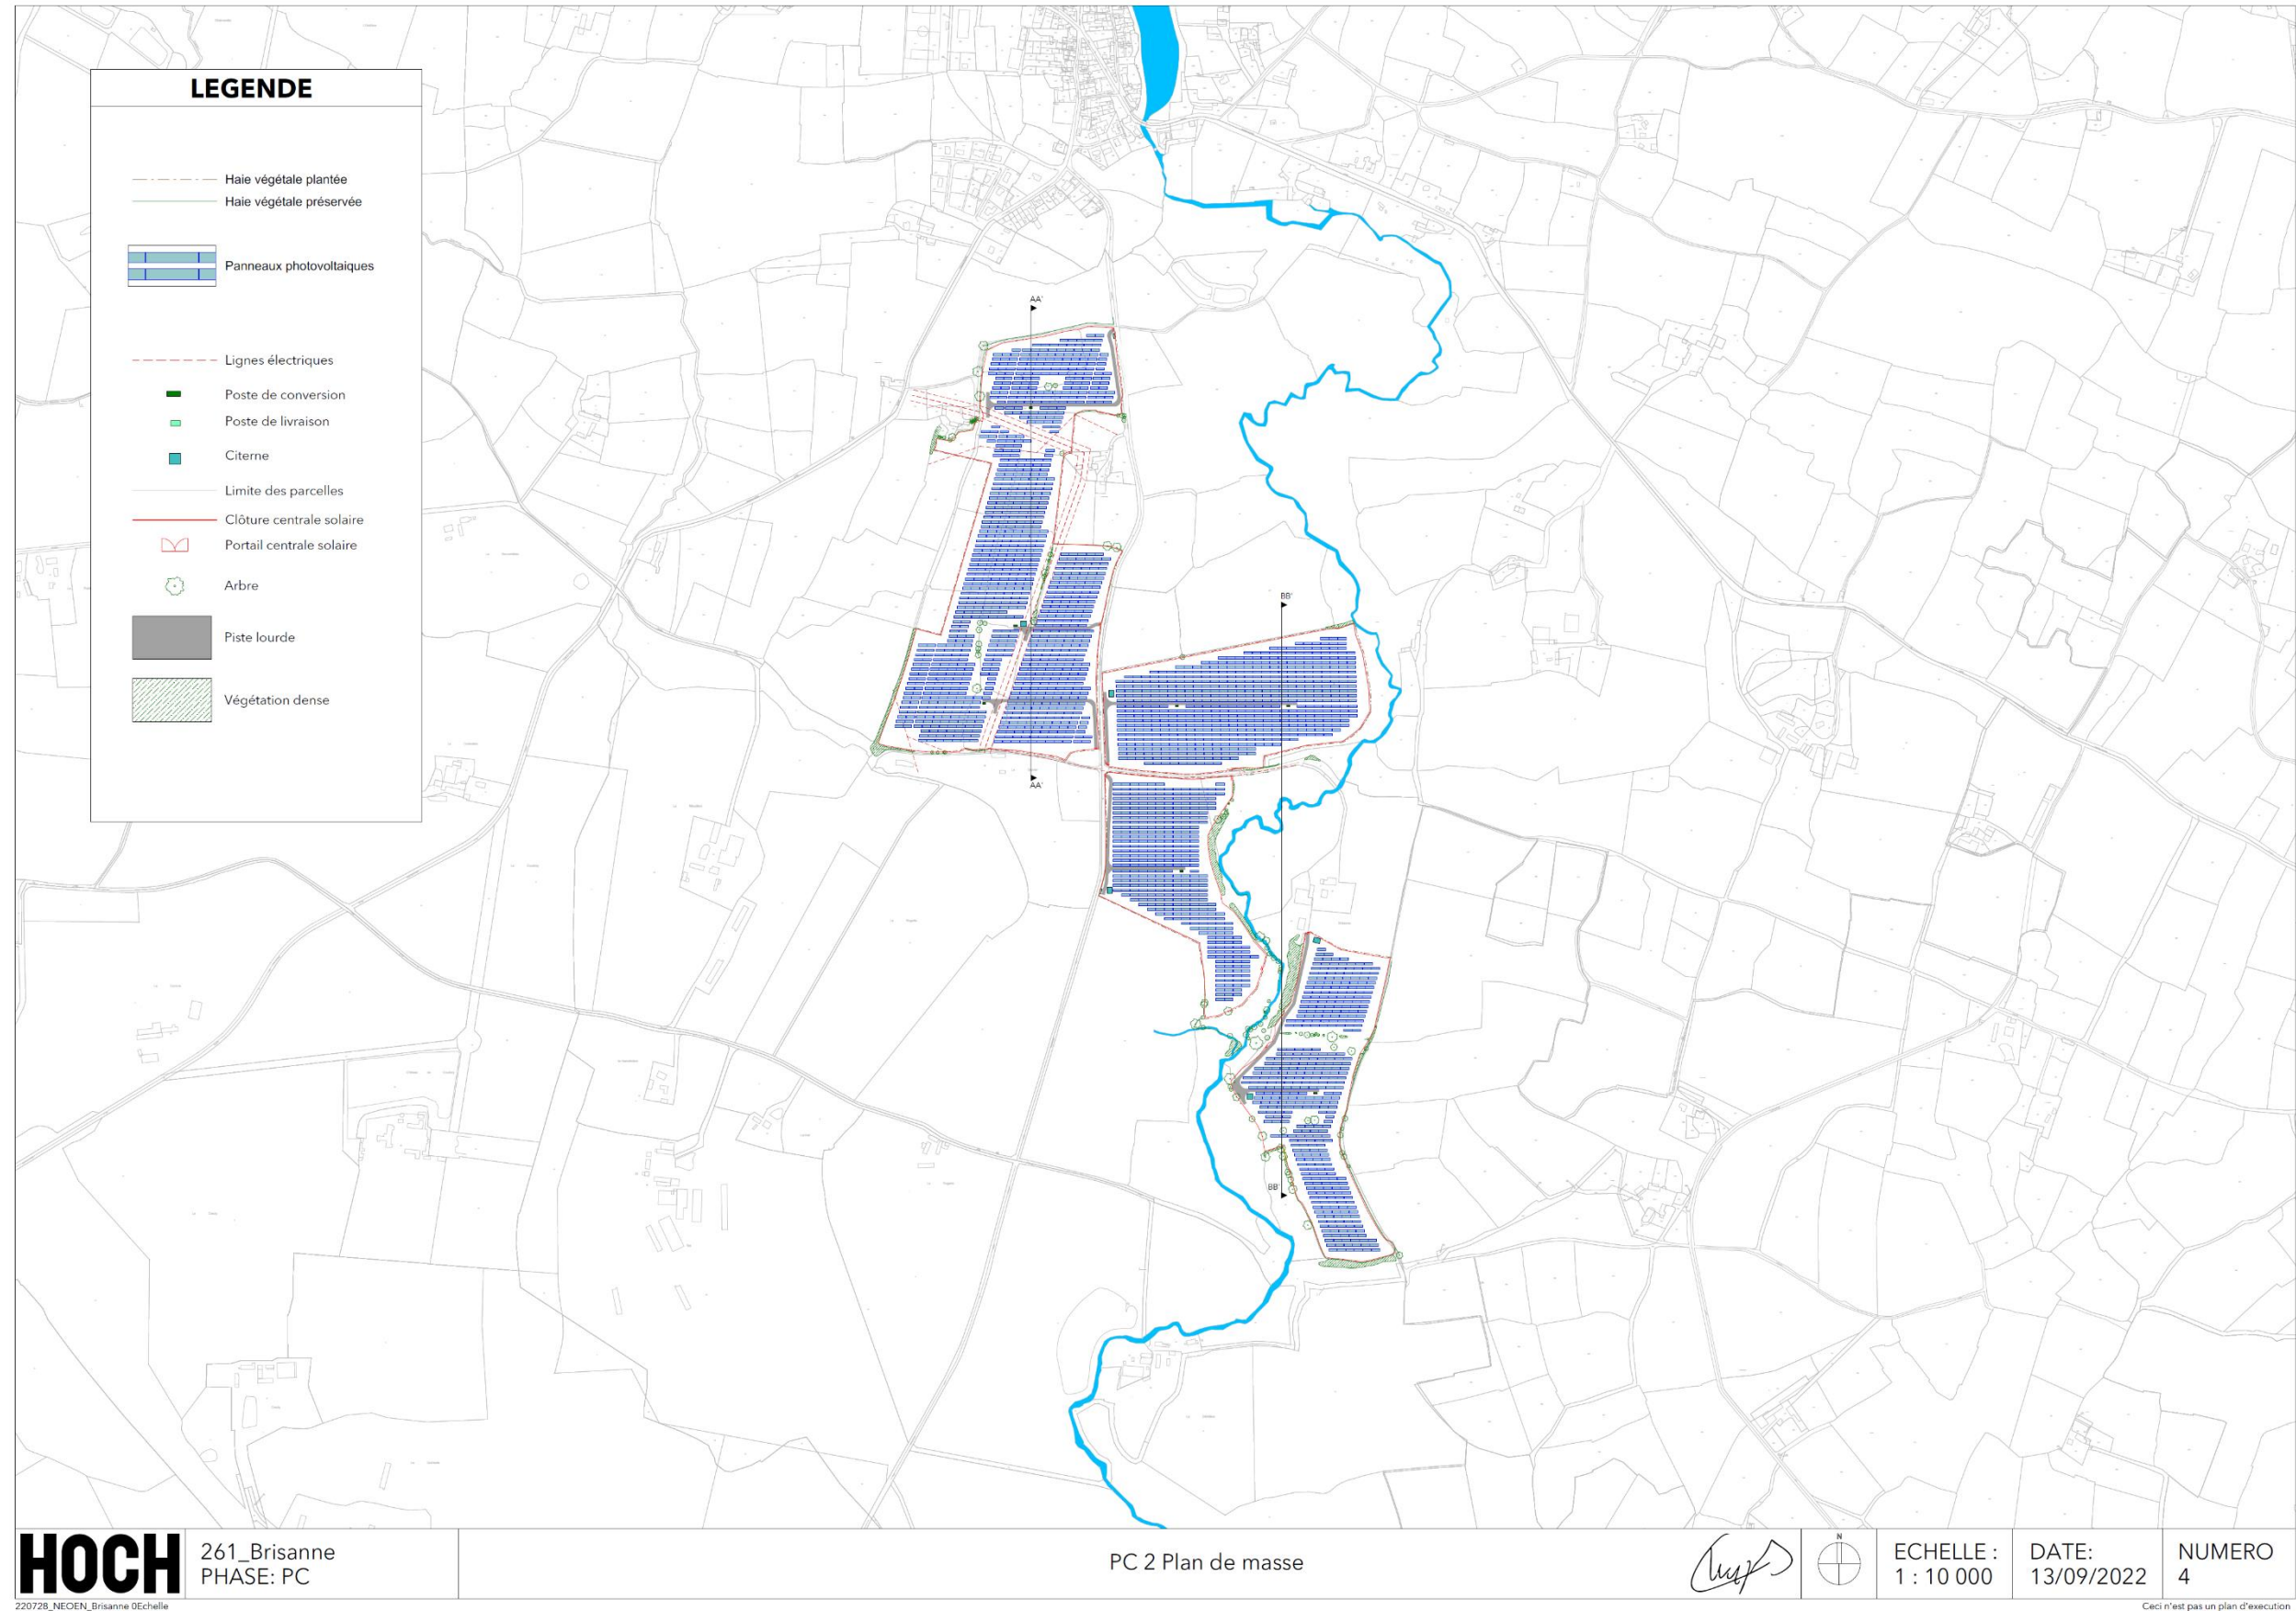 LEGENDE
Haie végétale plantée
Haie végétale préservée
Panneaux photovoltaiques
Lignes électriques
Poste de conversion
Poste de livraison
Citerne
Limite des parcelles
Clôture centrale solaire
Portail centrale solaire
Arbre
Piste lourde
Végétation dense
AA'
BB'
AA'
BB'
HOCH
261_Brisanne
PHASE: PC
PC 2 Plan de masse
N
ECHELLE :
1 : 10 000
DATE:
13/09/2022
NUMERO
4
220728_NEOEN_Brisanne 0Echelle
Ceci n'est pas un plan d'execution